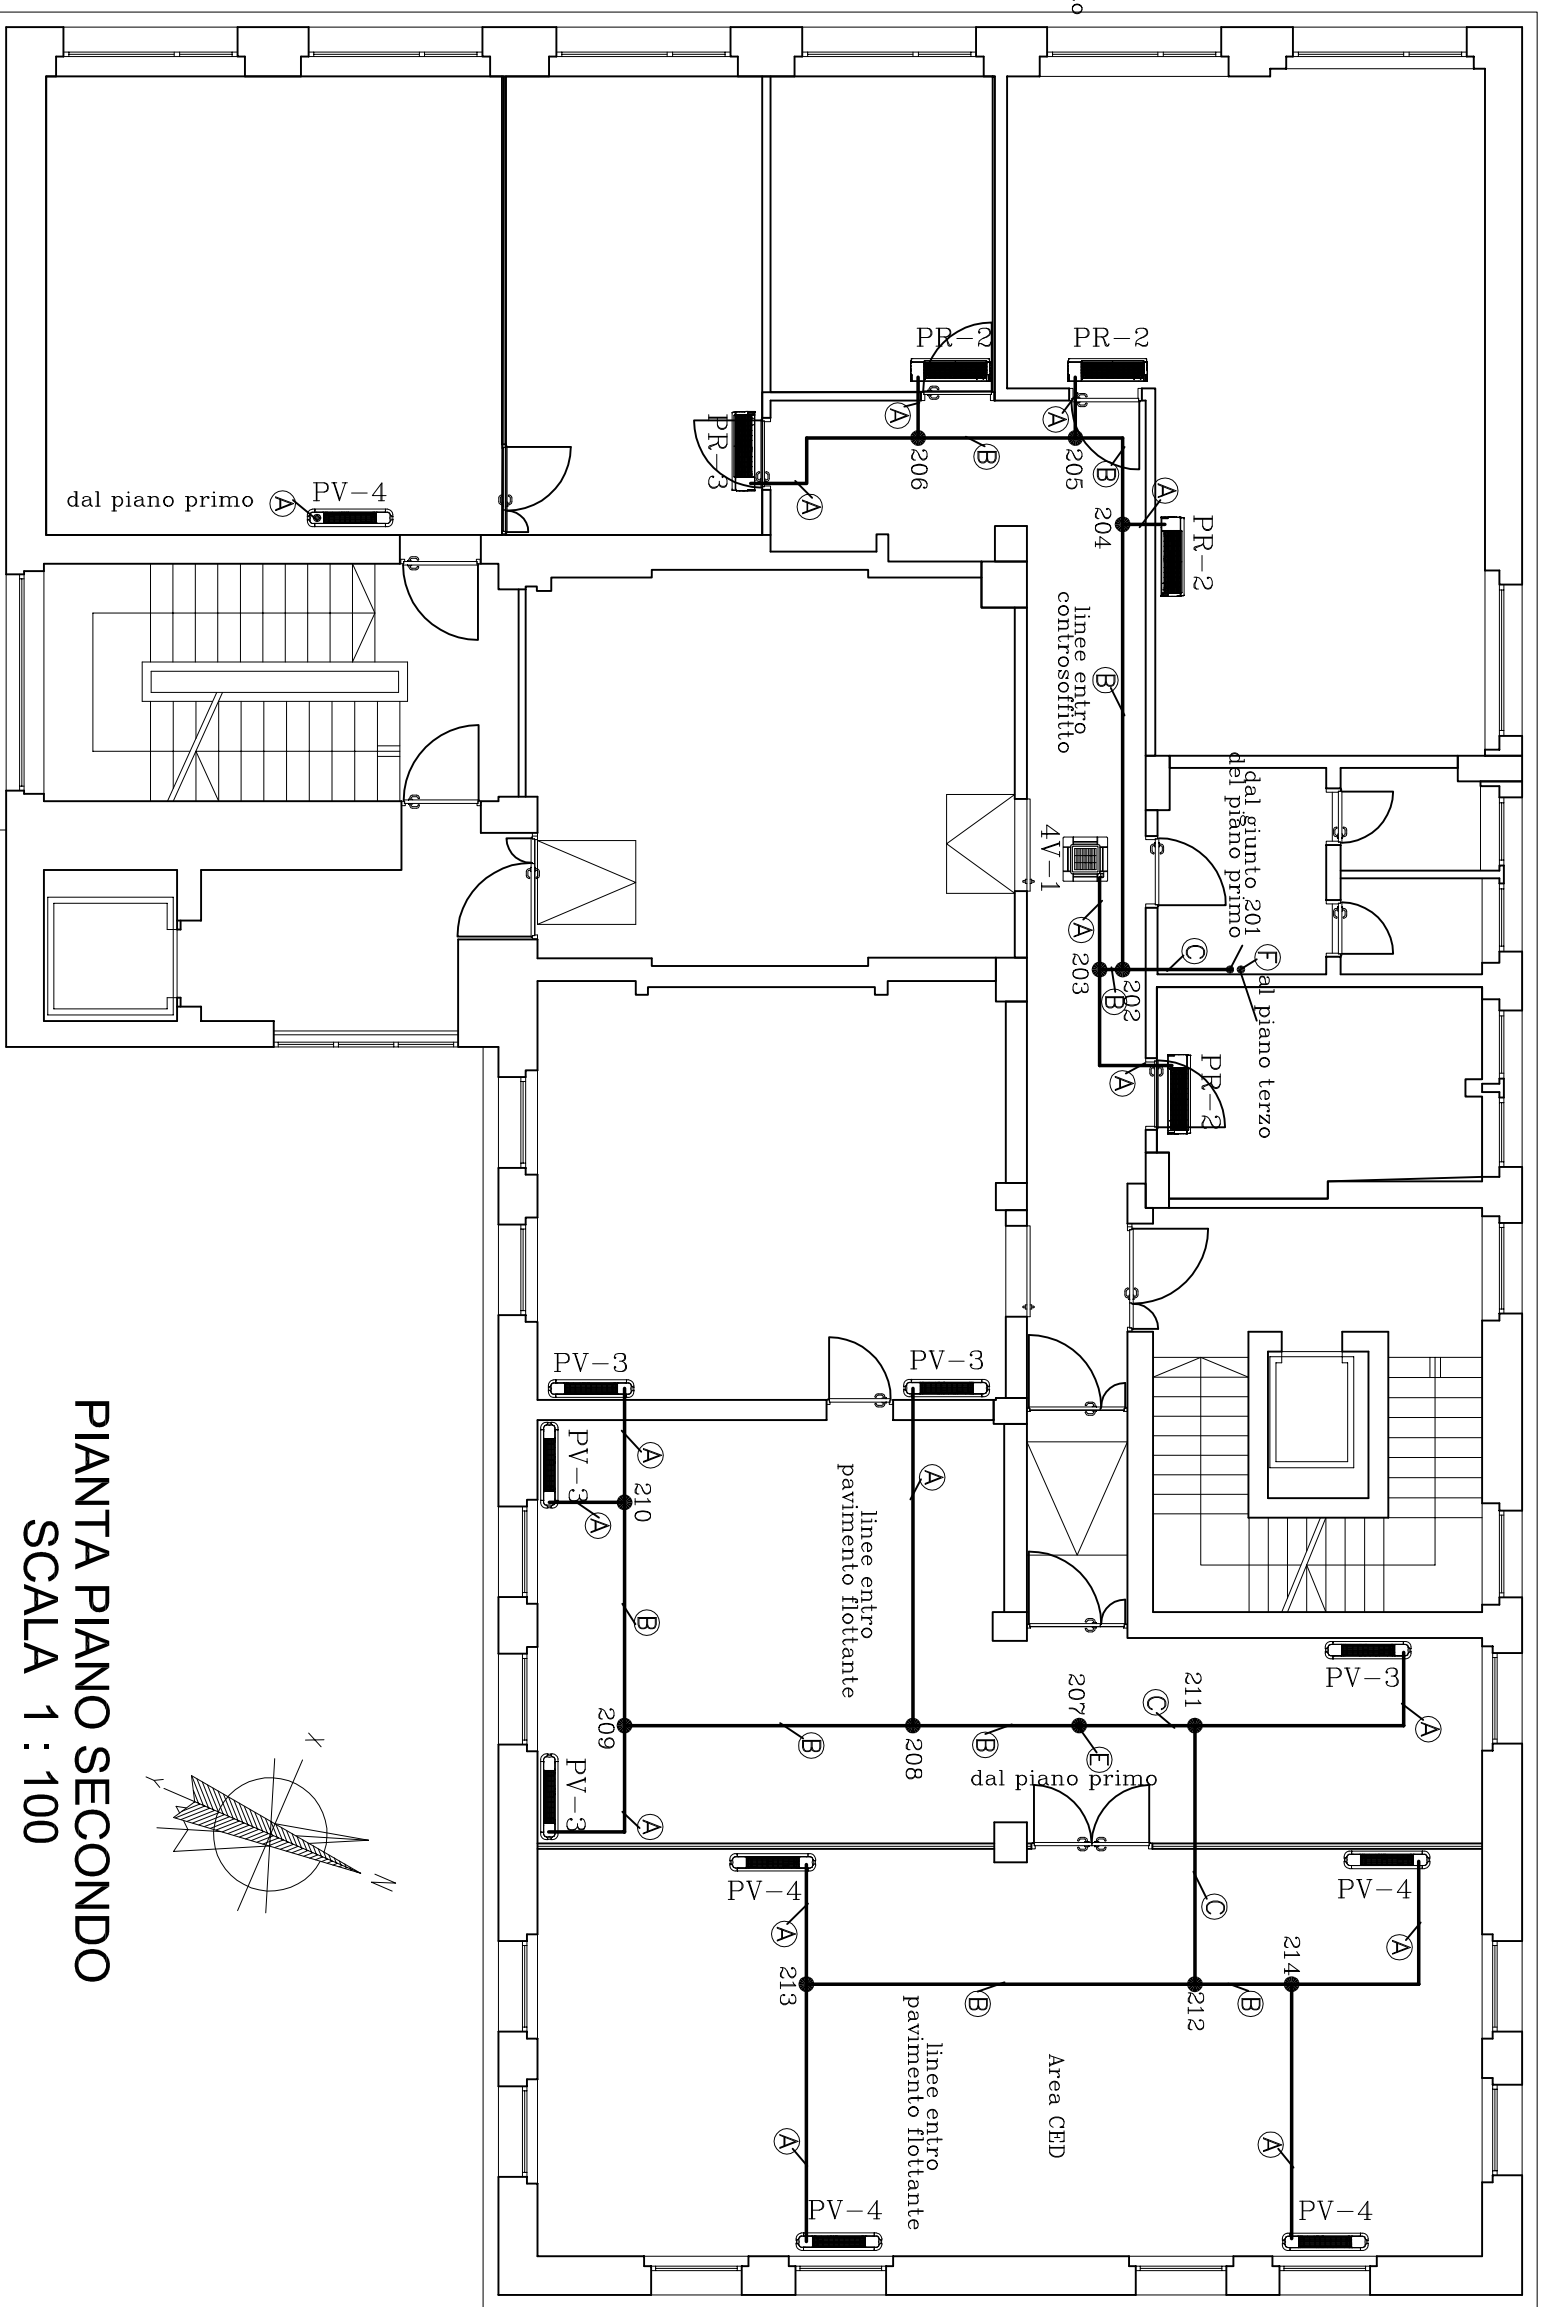 o
PR-2
PR-2
A
A
PR-3
206
B
205
B
A
dal piano primo
A
PV-4
A
204
PR-2
linee entro
controsoffitto
B
dal giunto 201
del piano primo
4V-1
A
203
202
B
C
F
al piano terzo
A
PR-2
PV-3
PV-3
A
PV-3
A
210
A
linee entro
pavimento flottante
B
209
B
208
B
207
E
dal piano primo
C
211
PV-3
A
PV-3
A
PV-4
A
213
B
C
212
B
214
PV-4
A
linee entro
pavimento flottante
Area CED
A
PV-4
A
PV-4
PIANTA PIANO SECONDO
SCALA 1:100
X
Y
N